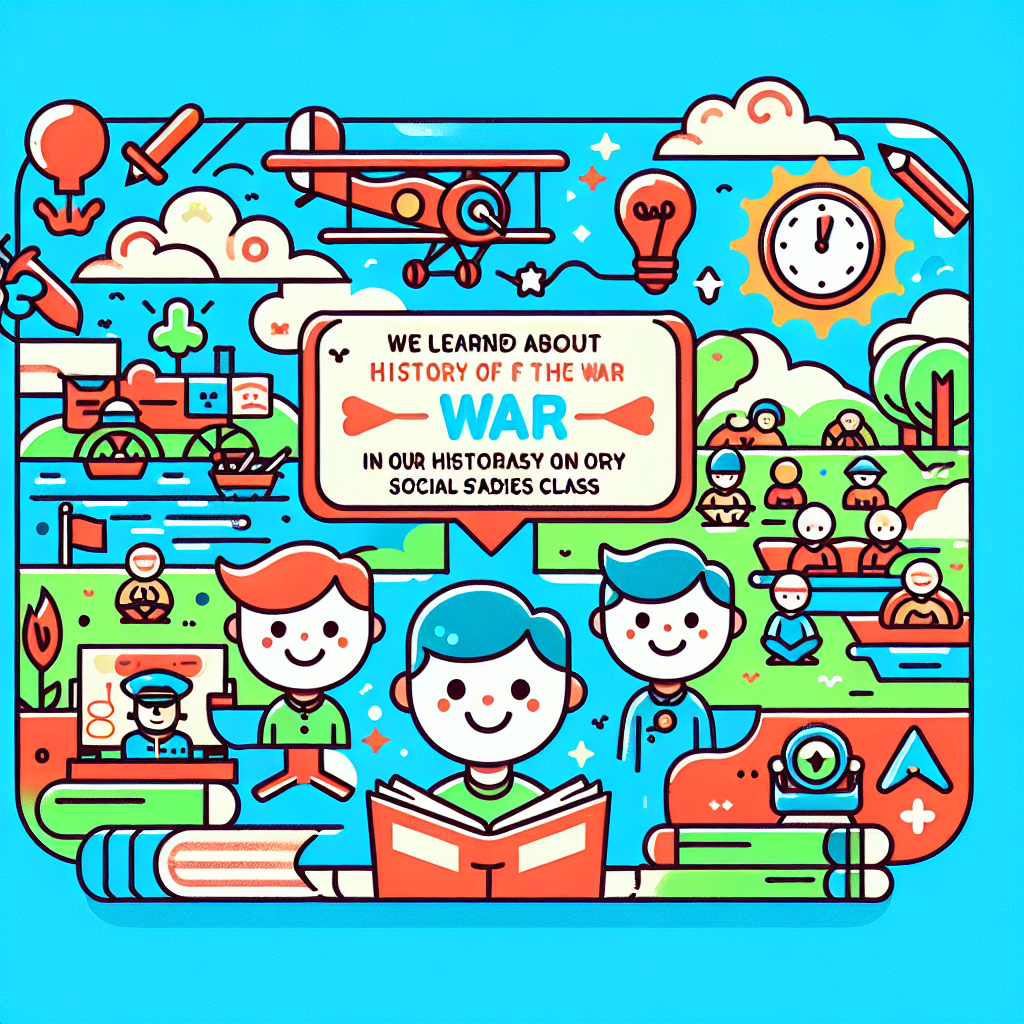 WE LEARND ABOUT
HISTORY OF F THE WAR
WAR
IN OUR HISTORASY ON ORY
SOCIAL SADIES CLASS